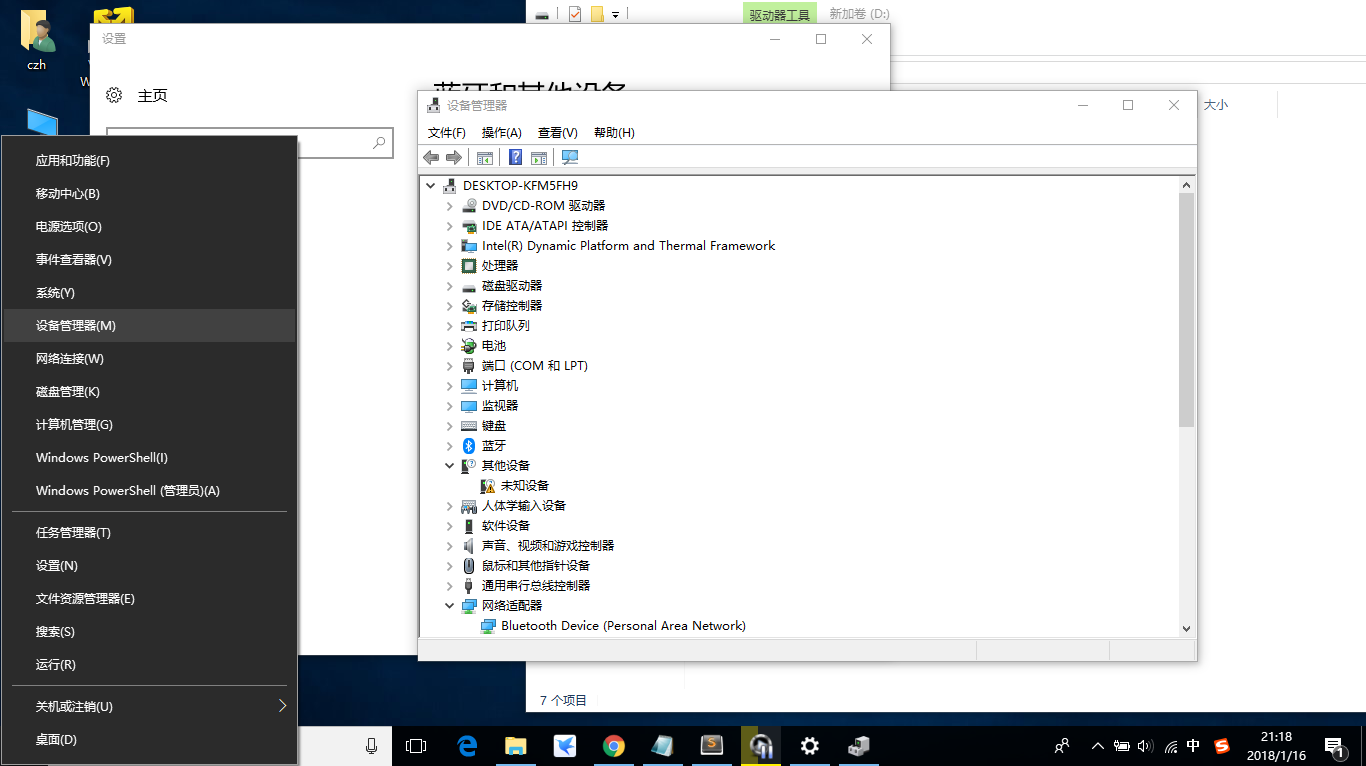 czh
W
设置
主页
蓝牙和其他设备
驱动器工具
新加卷 (D:)
大小
7 个项目
设备管理器
文件(F) 操作(A) 查看(V) 帮助(H)
DESKTOP-KFM5FH9
DVD/CD-ROM 驱动器
IDE ATA/ATAPI 控制器
Intel(R) Dynamic Platform and Thermal Framework
处理器
磁盘驱动器
存储控制器
打印队列
电池
端口 (COM 和 LPT)
计算机
监视器
键盘
蓝牙
其他设备
未知设备
人体学输入设备
软件设备
声音、视频和游戏控制器
鼠标和其他指针设备
通用串行总线控制器
网络适配器
Bluetooth Device (Personal Area Network)
应用和功能(F)
移动中心(B)
电源选项(O)
事件查看器(V)
系统(Y)
设备管理器(M)
网络连接(W)
磁盘管理(K)
计算机管理(G)
Windows PowerShell(I)
Windows PowerShell (管理员)(A)
任务管理器(T)
设置(N)
文件资源管理器(E)
搜索(S)
运行(R)
关机或注销(U)
桌面(D)
中
21:18
2018/1/16
1